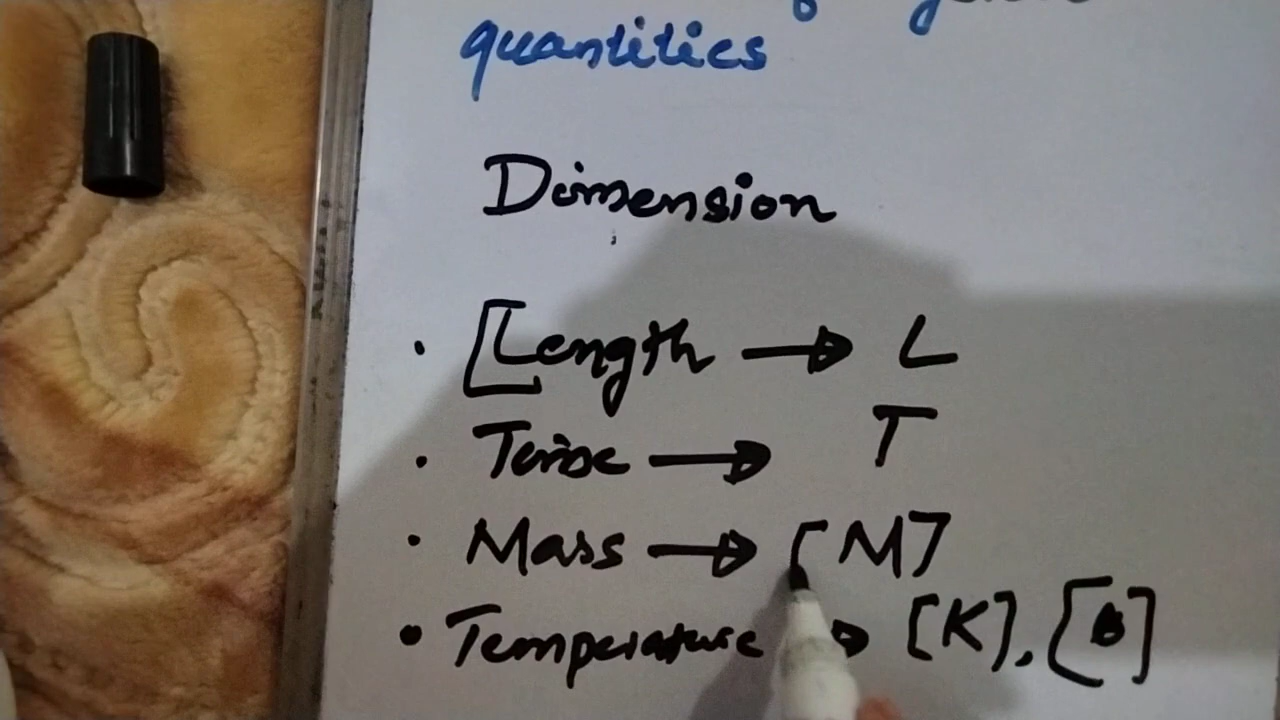 quantities
Dimension
• [Length → L
• Time → T
• Mass → [M]
• Temperature → [K], [θ]